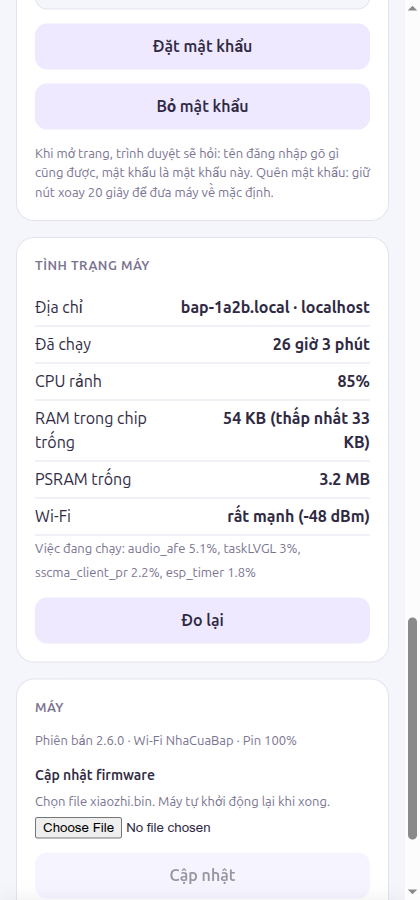 Đặt mật khẩu
Bỏ mật khẩu
Khi mở trang, trình duyệt sẽ hỏi: tên đăng nhập gõ gì
cũng được, mật khẩu là mật khẩu này. Quên mật khẩu: giữ
nút xoay 20 giây để đưa máy về mặc định.
TÌNH TRẠNG MÁY
Địa chỉ bap-1a2b.local · localhost
Đã chạy 26 giờ 3 phút
CPU rảnh 85%
RAM trong chip 54 KB (thấp nhất 33
trống KB)
PSRAM trống 3.2 MB
Wi-Fi rất mạnh (-48 dBm)
Việc đang chạy: audio_afe 5.1%, taskLVGL 3%,
sscma_client_pr 2.2%, esp_timer 1.8%
Đo lại
MÁY
Phiên bản 2.6.0 · Wi-Fi NhaCuaBap · Pin 100%
Cập nhật firmware
Chọn file xiaozhi.bin. Máy tự khởi động lại khi xong.
Choose File No file chosen
Cập nhật